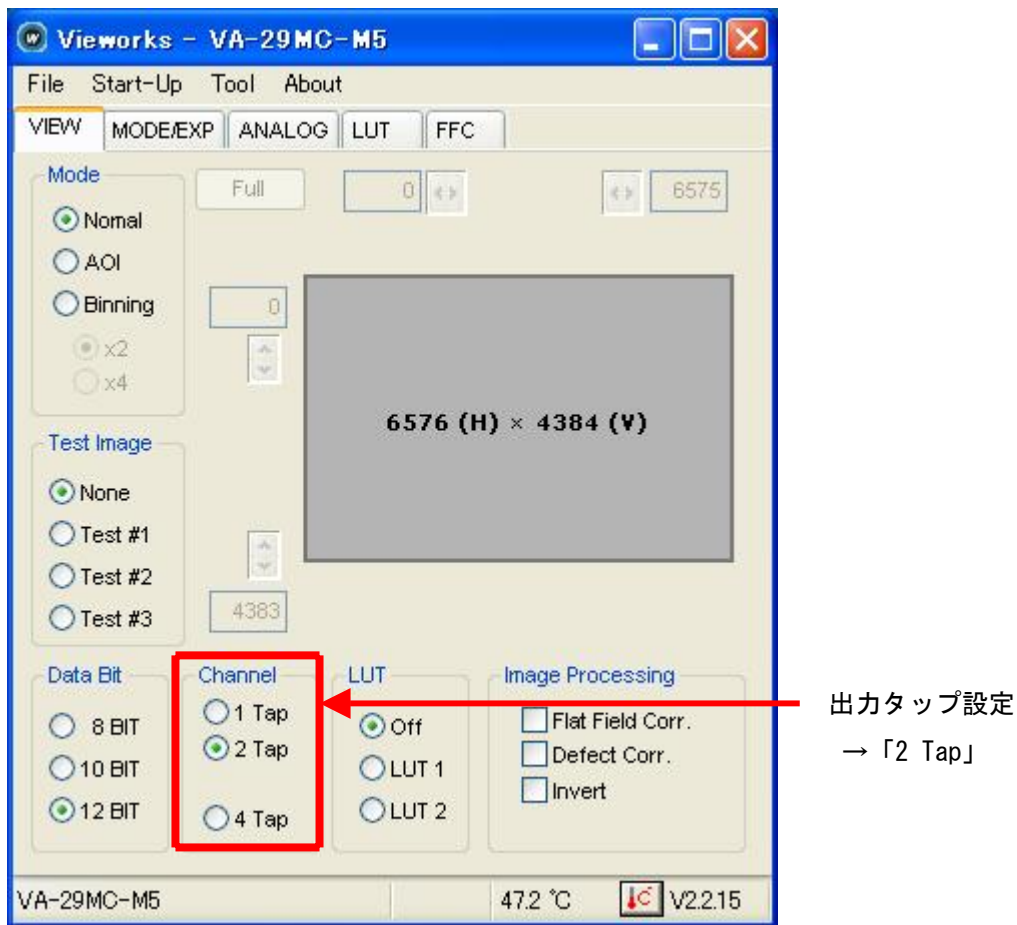 Vieworks - VA-29MC-M5
File Start-Up Tool About
VIEW MODE/EXP ANALOG LUT FFC
Mode
Nomal
AOI
Binning
x2
x4
Full
0
6575
0
6576 (H) × 4384 (V)
4383
Test Image
None
Test #1
Test #2
Test #3
Data Bit
8 BIT
10 BIT
12 BIT
Channel
1 Tap
2 Tap
4 Tap
LUT
Off
LUT 1
LUT 2
Image Processing
Flat Field Corr.
Defect Corr.
Invert
出力タップ設定
→「2 Tap」
VA-29MC-M5 47.2 ℃ C V2.2.15